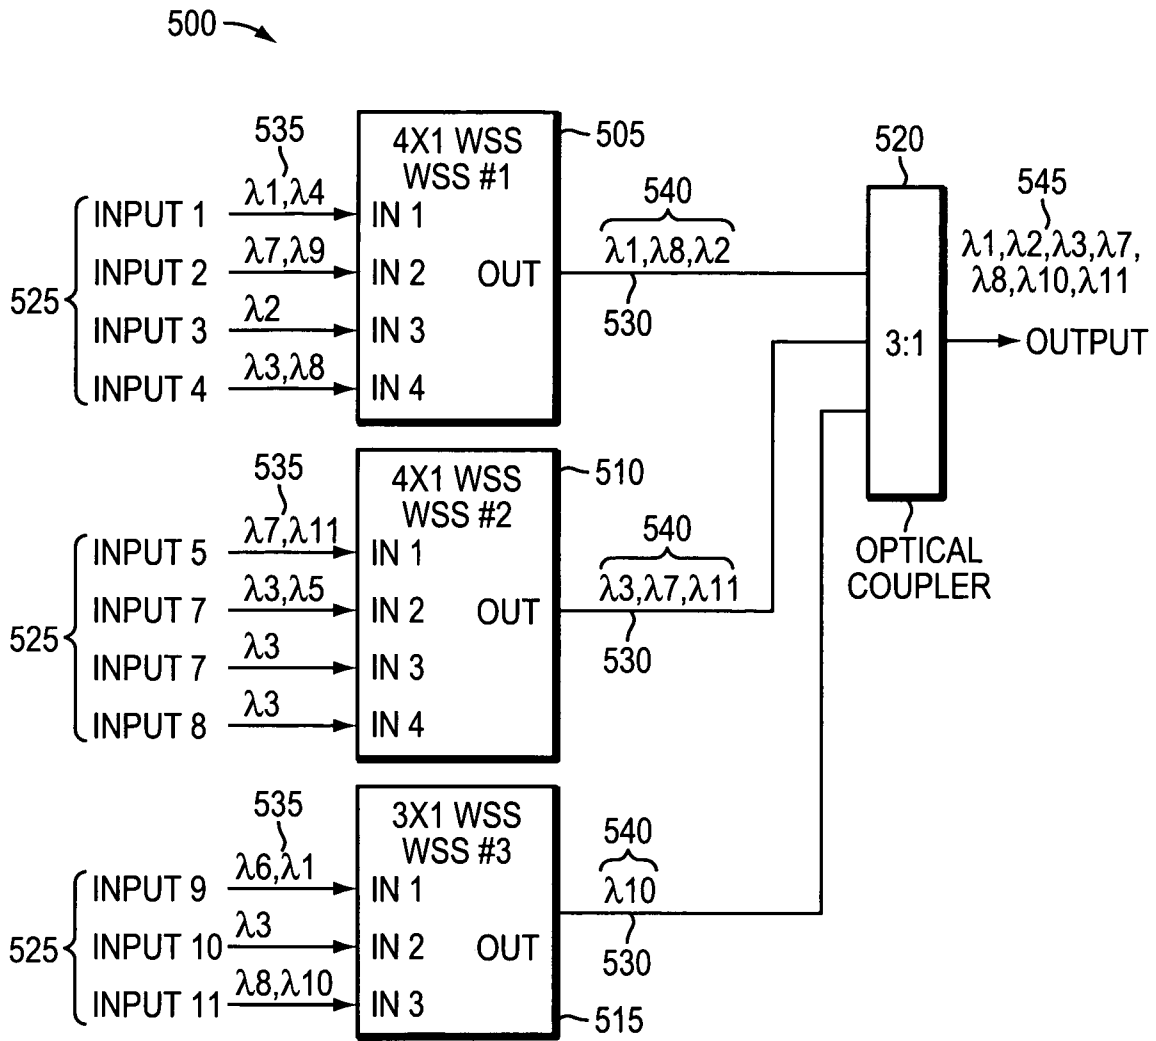 500
535
4X1 WSS
WSS #1
505
520
545
525
INPUT 1
λ1,λ4
IN 1
INPUT 2
λ7,λ9
IN 2
INPUT 3
λ2
IN 3
INPUT 4
λ3,λ8
IN 4
OUT
540
λ1,λ8,λ2
530
3:1
λ1,λ2,λ3,λ7,
λ8,λ10,λ11
OUTPUT
OPTICAL
COUPLER
535
4X1 WSS
WSS #2
510
525
INPUT 5
λ7,λ11
IN 1
INPUT 7
λ3,λ5
IN 2
INPUT 7
λ3
IN 3
INPUT 8
λ3
IN 4
OUT
540
λ3,λ7,λ11
530
535
3X1 WSS
WSS #3
525
INPUT 9
λ6,λ1
IN 1
INPUT 10
λ3
IN 2
INPUT 11
λ8,λ10
IN 3
OUT
540
λ10
530
515